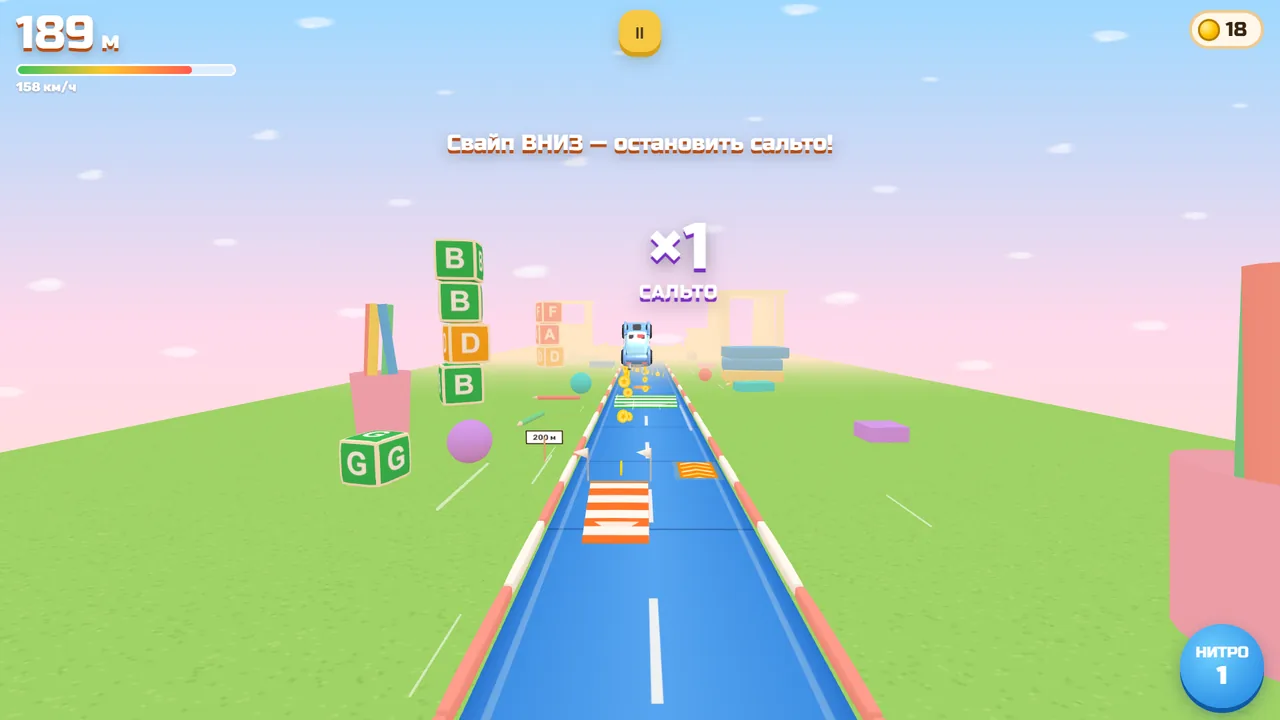 189 м
158 км/ч
18
Свайп ВНИЗ — остановить сальто!
×1
САЛЬТО
B
B
D
B
G
G
F
A
D
200 м
НИТРО
1